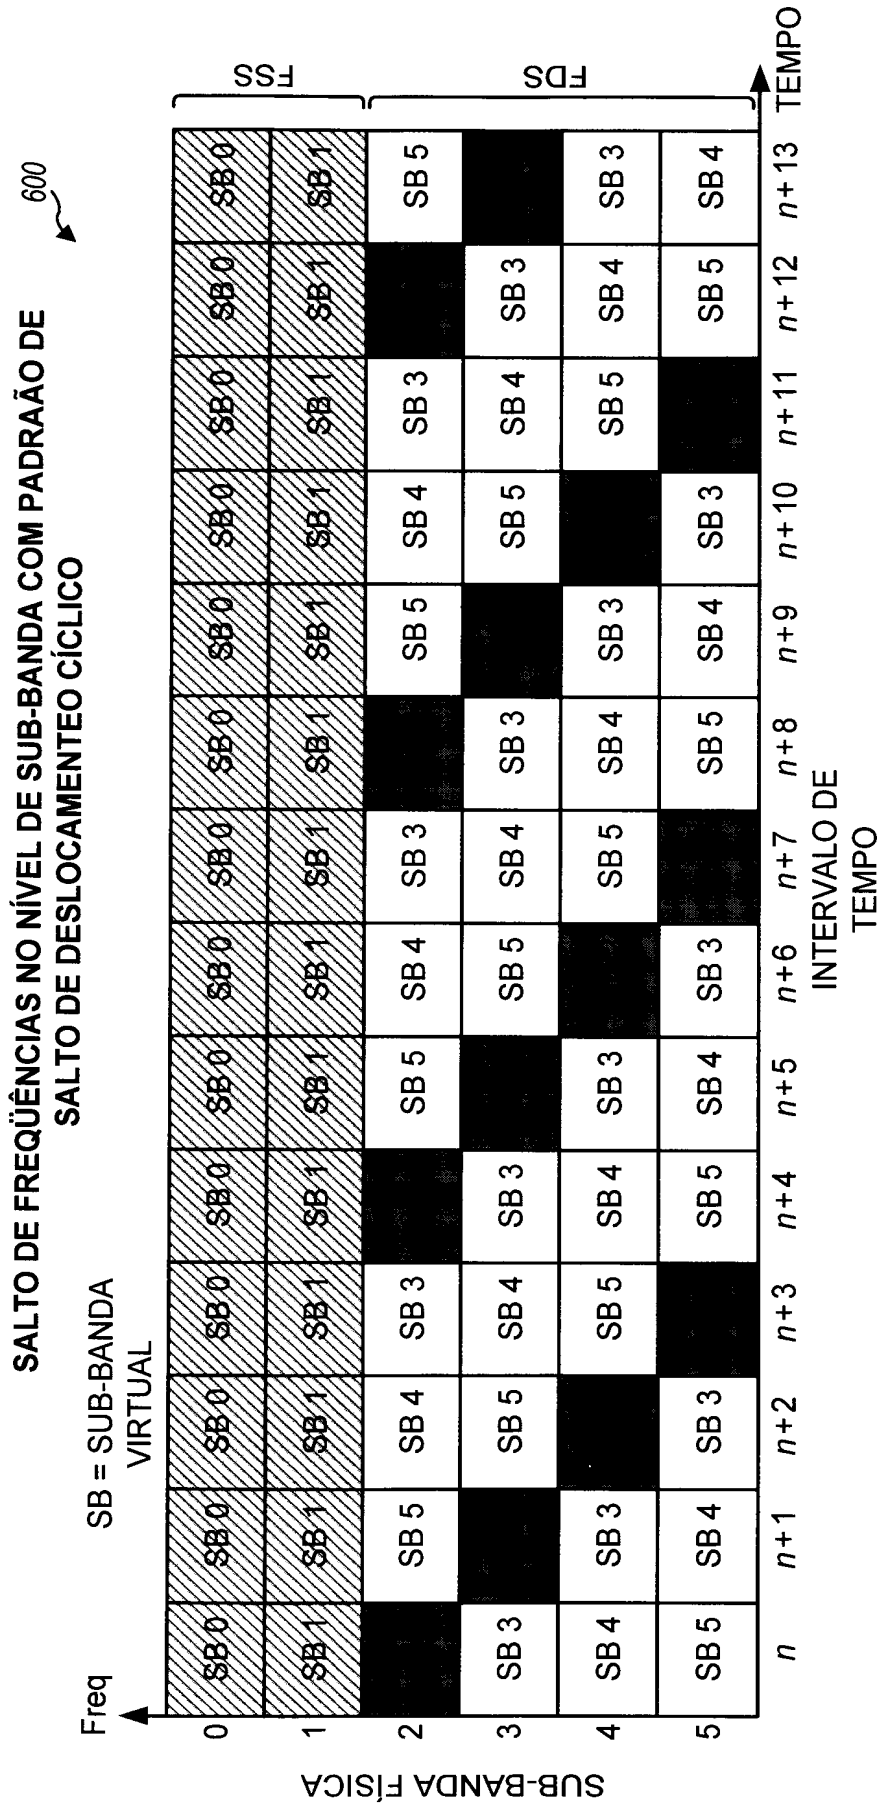 SALTO DE FREQÜÊNCIAS NO NÍVEL DE SUB-BANDA COM PADRAÃO DE
SALTO DE DESLOCAMENTEO CÍCLICO
600
SB = SUB-BANDA
VIRTUAL
Freq
SUB-BANDA FÍSICA
0 SB 0 SB 0 SB 0 SB 0 SB 0 SB 0 SB 0 SB 0 SB 0 SB 0 SB 0 SB 0 SB 0 SB 0
1 SB 1 SB 1 SB 1 SB 1 SB 1 SB 1 SB 1 SB 1 SB 1 SB 1 SB 1 SB 1 SB 1 SB 1
2 SB 5 SB 4 SB 3 SB 5 SB 4 SB 3 SB 5 SB 4 SB 3 SB 5
3 SB 3 SB 5 SB 4 SB 3 SB 5 SB 4 SB 3 SB 5 SB 4 SB 3
4 SB 4 SB 3 SB 5 SB 4 SB 3 SB 5 SB 4 SB 3 SB 5 SB 4 SB 3
5 SB 5 SB 4 SB 3 SB 5 SB 4 SB 3 SB 5 SB 4 SB 3 SB 5 SB 4
FSS
FDS
n n+1 n+2 n+3 n+4 n+5 n+6 n+7 n+8 n+9 n+10 n+11 n+12 n+13
TEMPO
INTERVALO DE
TEMPO